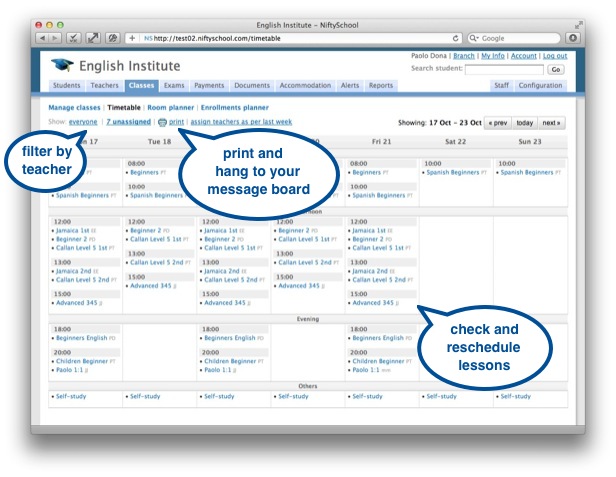 English Institute – NiftySchool
NS http://test02.niftyschool.com/timetable
Google
English Institute
Paolo Dona | Branch | My Info | Account | Log out
Search student: Go
Students Teachers Classes Exams Payments Documents Accommodation Alerts Reports Staff Configuration
Manage classes | Timetable | Room planner | Enrollments planner
Show: everyone | 7 unassigned | print | assign teachers as per last week
Showing: 17 Oct – 23 Oct « prev today next »
filter by
teacher
print and
hang to your
message board
17 Tue 18 Fri 21 Sat 22 Sun 23
08:00 08:00 10:00 10:00
• Beginners PT • Beginners PT • Spanish Beginners PT • Spanish Beginners PT
10:00 10:00
• Spanish Beginners PT • Spanish Beginners PT • Spanish Beginners PT
12:00 12:00 12:00 12:00 12:00
• Jamaica 1st EE • Beginner 2 PD • Jamaica 1st EE • Beginner 2 PD • Jamaica 1st EE
• Beginner 2 PD • Callan Level 5 1st PT • Beginner 2 PD • Callan Level 5 1st PT • Beginner 2 PD
• Callan Level 5 1st PT • Callan Level 5 1st PT • Callan Level 5 1st PT
13:00 13:00 13:00 13:00 13:00
• Jamaica 2nd EE • Callan Level 5 2nd PT • Jamaica 2nd EE • Callan Level 5 2nd PT • Jamaica 2nd EE
• Callan Level 5 2nd PT • Callan Level 5 2nd PT • Callan Level 5 2nd PT
15:00 15:00 15:00 15:00 15:00
• Advanced 345 JJ • Advanced 345 JJ • Advanced 345 JJ • Advanced 345 JJ • Advanced 345 JJ
check and
reschedule
lessons
Evening
18:00 18:00 18:00
• Beginners English PD • Beginners English PD • Beginners English PD
20:00 20:00 20:00
• Children Beginner PT • Children Beginner PT • Children Beginner PT
• Paolo 1:1 JJ • Paolo 1:1 JJ • Paolo 1:1
Others
• Self-study • Self-study • Self-study • Self-study • Self-study • Self-study • Self-study